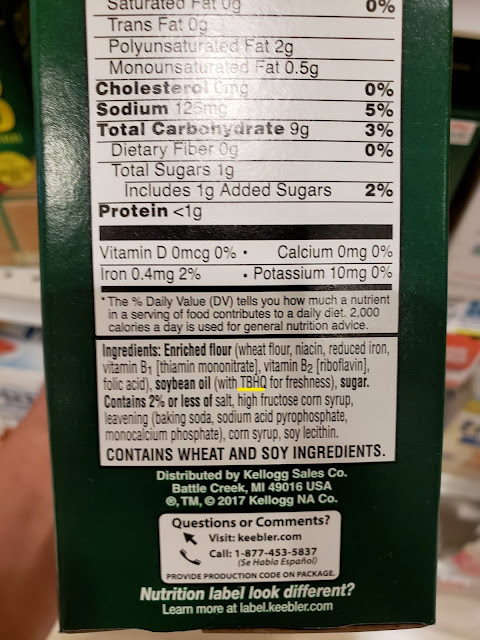 Saturated Fat 0g 0%
Trans Fat 0g
Polyunsaturated Fat 2g
Monounsaturated Fat 0.5g
Cholesterol 0mg 0%
Sodium 125mg 5%
Total Carbohydrate 9g 3%
Dietary Fiber 0g 0%
Total Sugars 1g
Includes 1g Added Sugars 2%
Protein <1g
Vitamin D 0mcg 0% • Calcium 0mg 0%
Iron 0.4mg 2% • Potassium 10mg 0%
* The % Daily Value (DV) tells you how much a nutrient
in a serving of food contributes to a daily diet. 2,000
calories a day is used for general nutrition advice.
Ingredients: Enriched flour (wheat flour, niacin, reduced iron,
vitamin B1 [thiamin mononitrate], vitamin B2 [riboflavin],
folic acid), soybean oil (with TBHQ for freshness), sugar.
Contains 2% or less of salt, high fructose corn syrup,
leavening (baking soda, sodium acid pyrophosphate,
monocalcium phosphate), corn syrup, soy lecithin.
CONTAINS WHEAT AND SOY INGREDIENTS.
Distributed by Kellogg Sales Co.
Battle Creek, MI 49016 USA
®, TM, © 2017 Kellogg NA Co.
Questions or Comments?
Visit: keebler.com
Call: 1-877-453-5837
(Se Habla Español)
PROVIDE PRODUCTION CODE ON PACKAGE.
Nutrition label look different?
Learn more at label.keebler.com